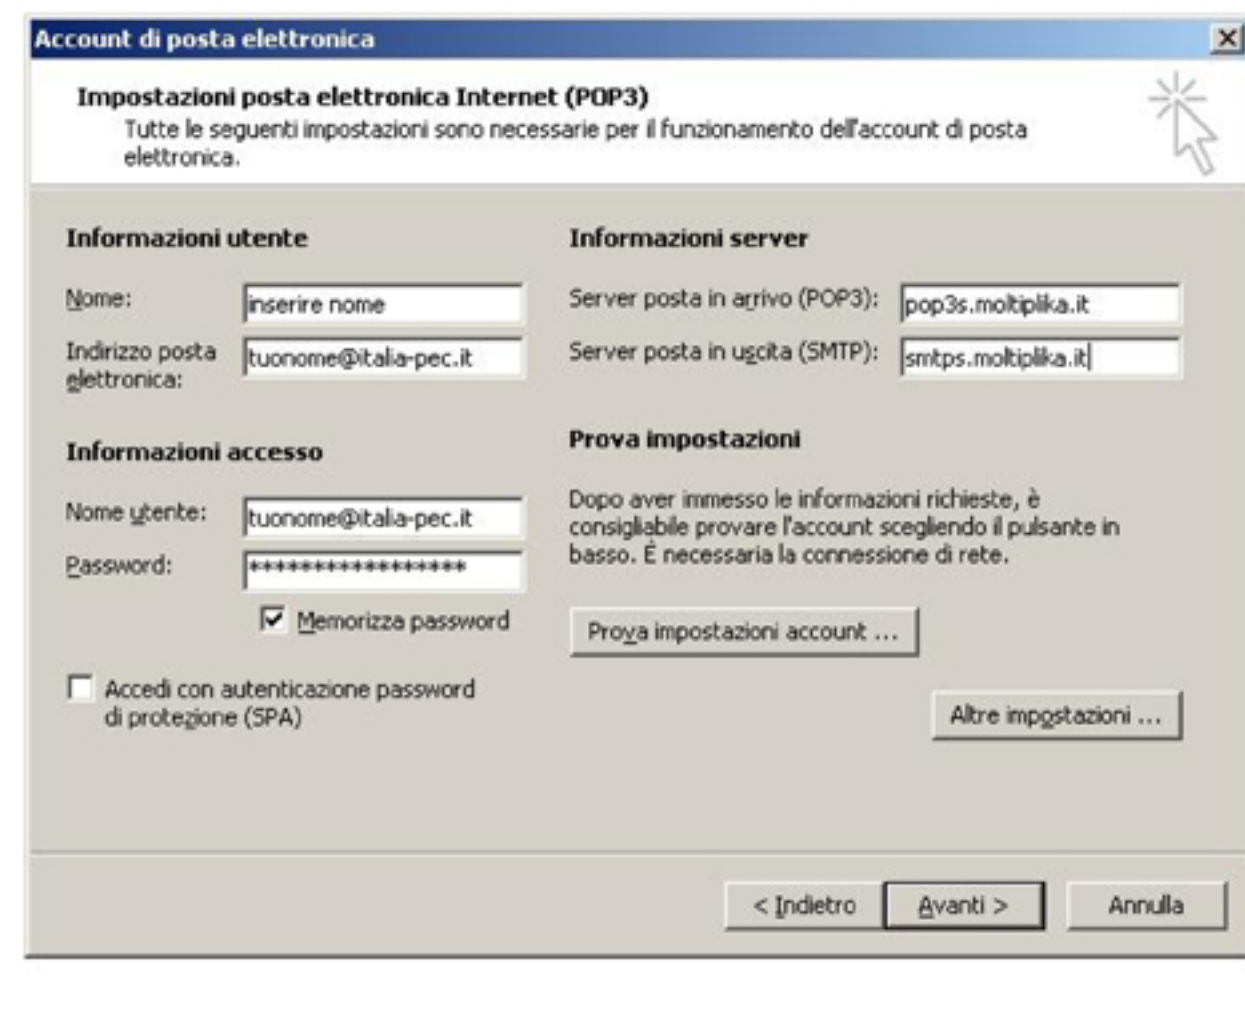 Account di posta elettronica
Impostazioni posta elettronica Internet (POP3)
Tutte le seguenti impostazioni sono necessarie per il funzionamento dell'account di posta
elettronica.
Informazioni utente
Nome:
inserire nome
Indirizzo posta
elettronica:
tuonome@italia-pec.it
Informazioni accesso
Nome utente:
tuonome@italia-pec.it
Password:
*****************
Memorizza password
Accedi con autenticazione password
di protezione (SPA)
Informazioni server
Server posta in arrivo (POP3):
pop3s.moltiplika.it
Server posta in uscita (SMTP):
smtps.moltiplika.it
Prova impostazioni
Dopo aver immesso le informazioni richieste, è
consigliabile provare l'account scegliendo il pulsante in
basso. É necessaria la connessione di rete.
Prova impostazioni account ...
Altre impostazioni ...
< Indietro
Avanti >
Annulla